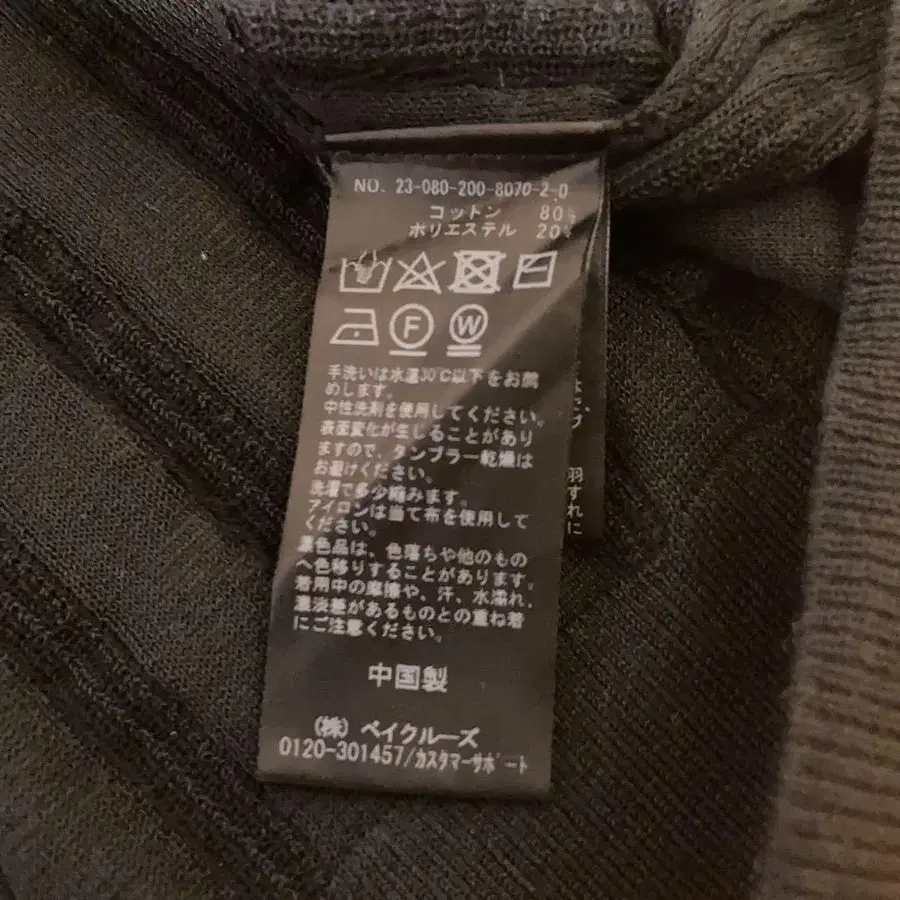 NO. 23-080-200-8070-2-0
コットン 80%
ポリエステル 20%
F W
手洗いは水温30℃以下をお薦
めします。
中性洗剤を使用してください。
表面変化が生じることがあり
ますので、タンブラー乾燥は
お避けください。
洗濯で多少縮みます。
アイロンは当て布を使用して
ください。
濃色品は、色落ちや他のもの
へ色移りすることがあります。
着用中の摩擦や、汗、水濡れ、
濃淡差があるものとの重ね着
にご注意ください。
中国製
(株) ベイクルーズ
0120-301457/カスタマーサポート
羽
すれに